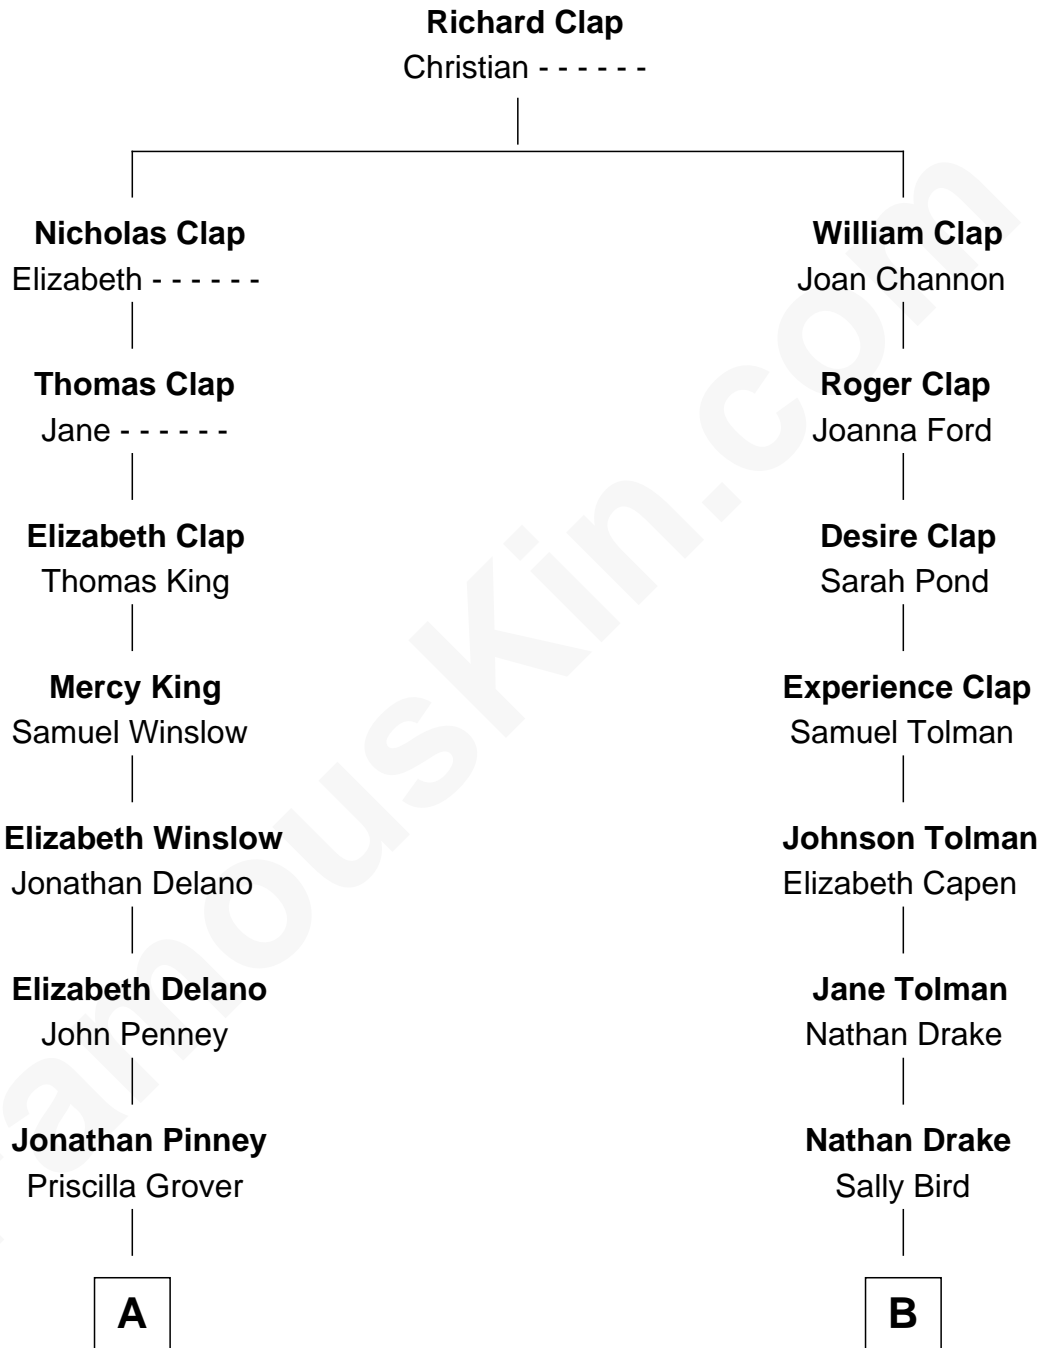 Richard Clap
Christian - - - - - -
Nicholas Clap
Elizabeth - - - - - -
William Clap
Joan Channon
Thomas Clap
Jane - - - - - -
Roger Clap
Joanna Ford
Elizabeth Clap
Thomas King
Desire Clap
Sarah Pond
Mercy King
Samuel Winslow
Experience Clap
Samuel Tolman
Elizabeth Winslow
Jonathan Delano
Johnson Tolman
Elizabeth Capen
Elizabeth Delano
John Penney
Jane Tolman
Nathan Drake
Jonathan Pinney
Priscilla Grover
Nathan Drake
Sally Bird
A
B
FamousKin.com